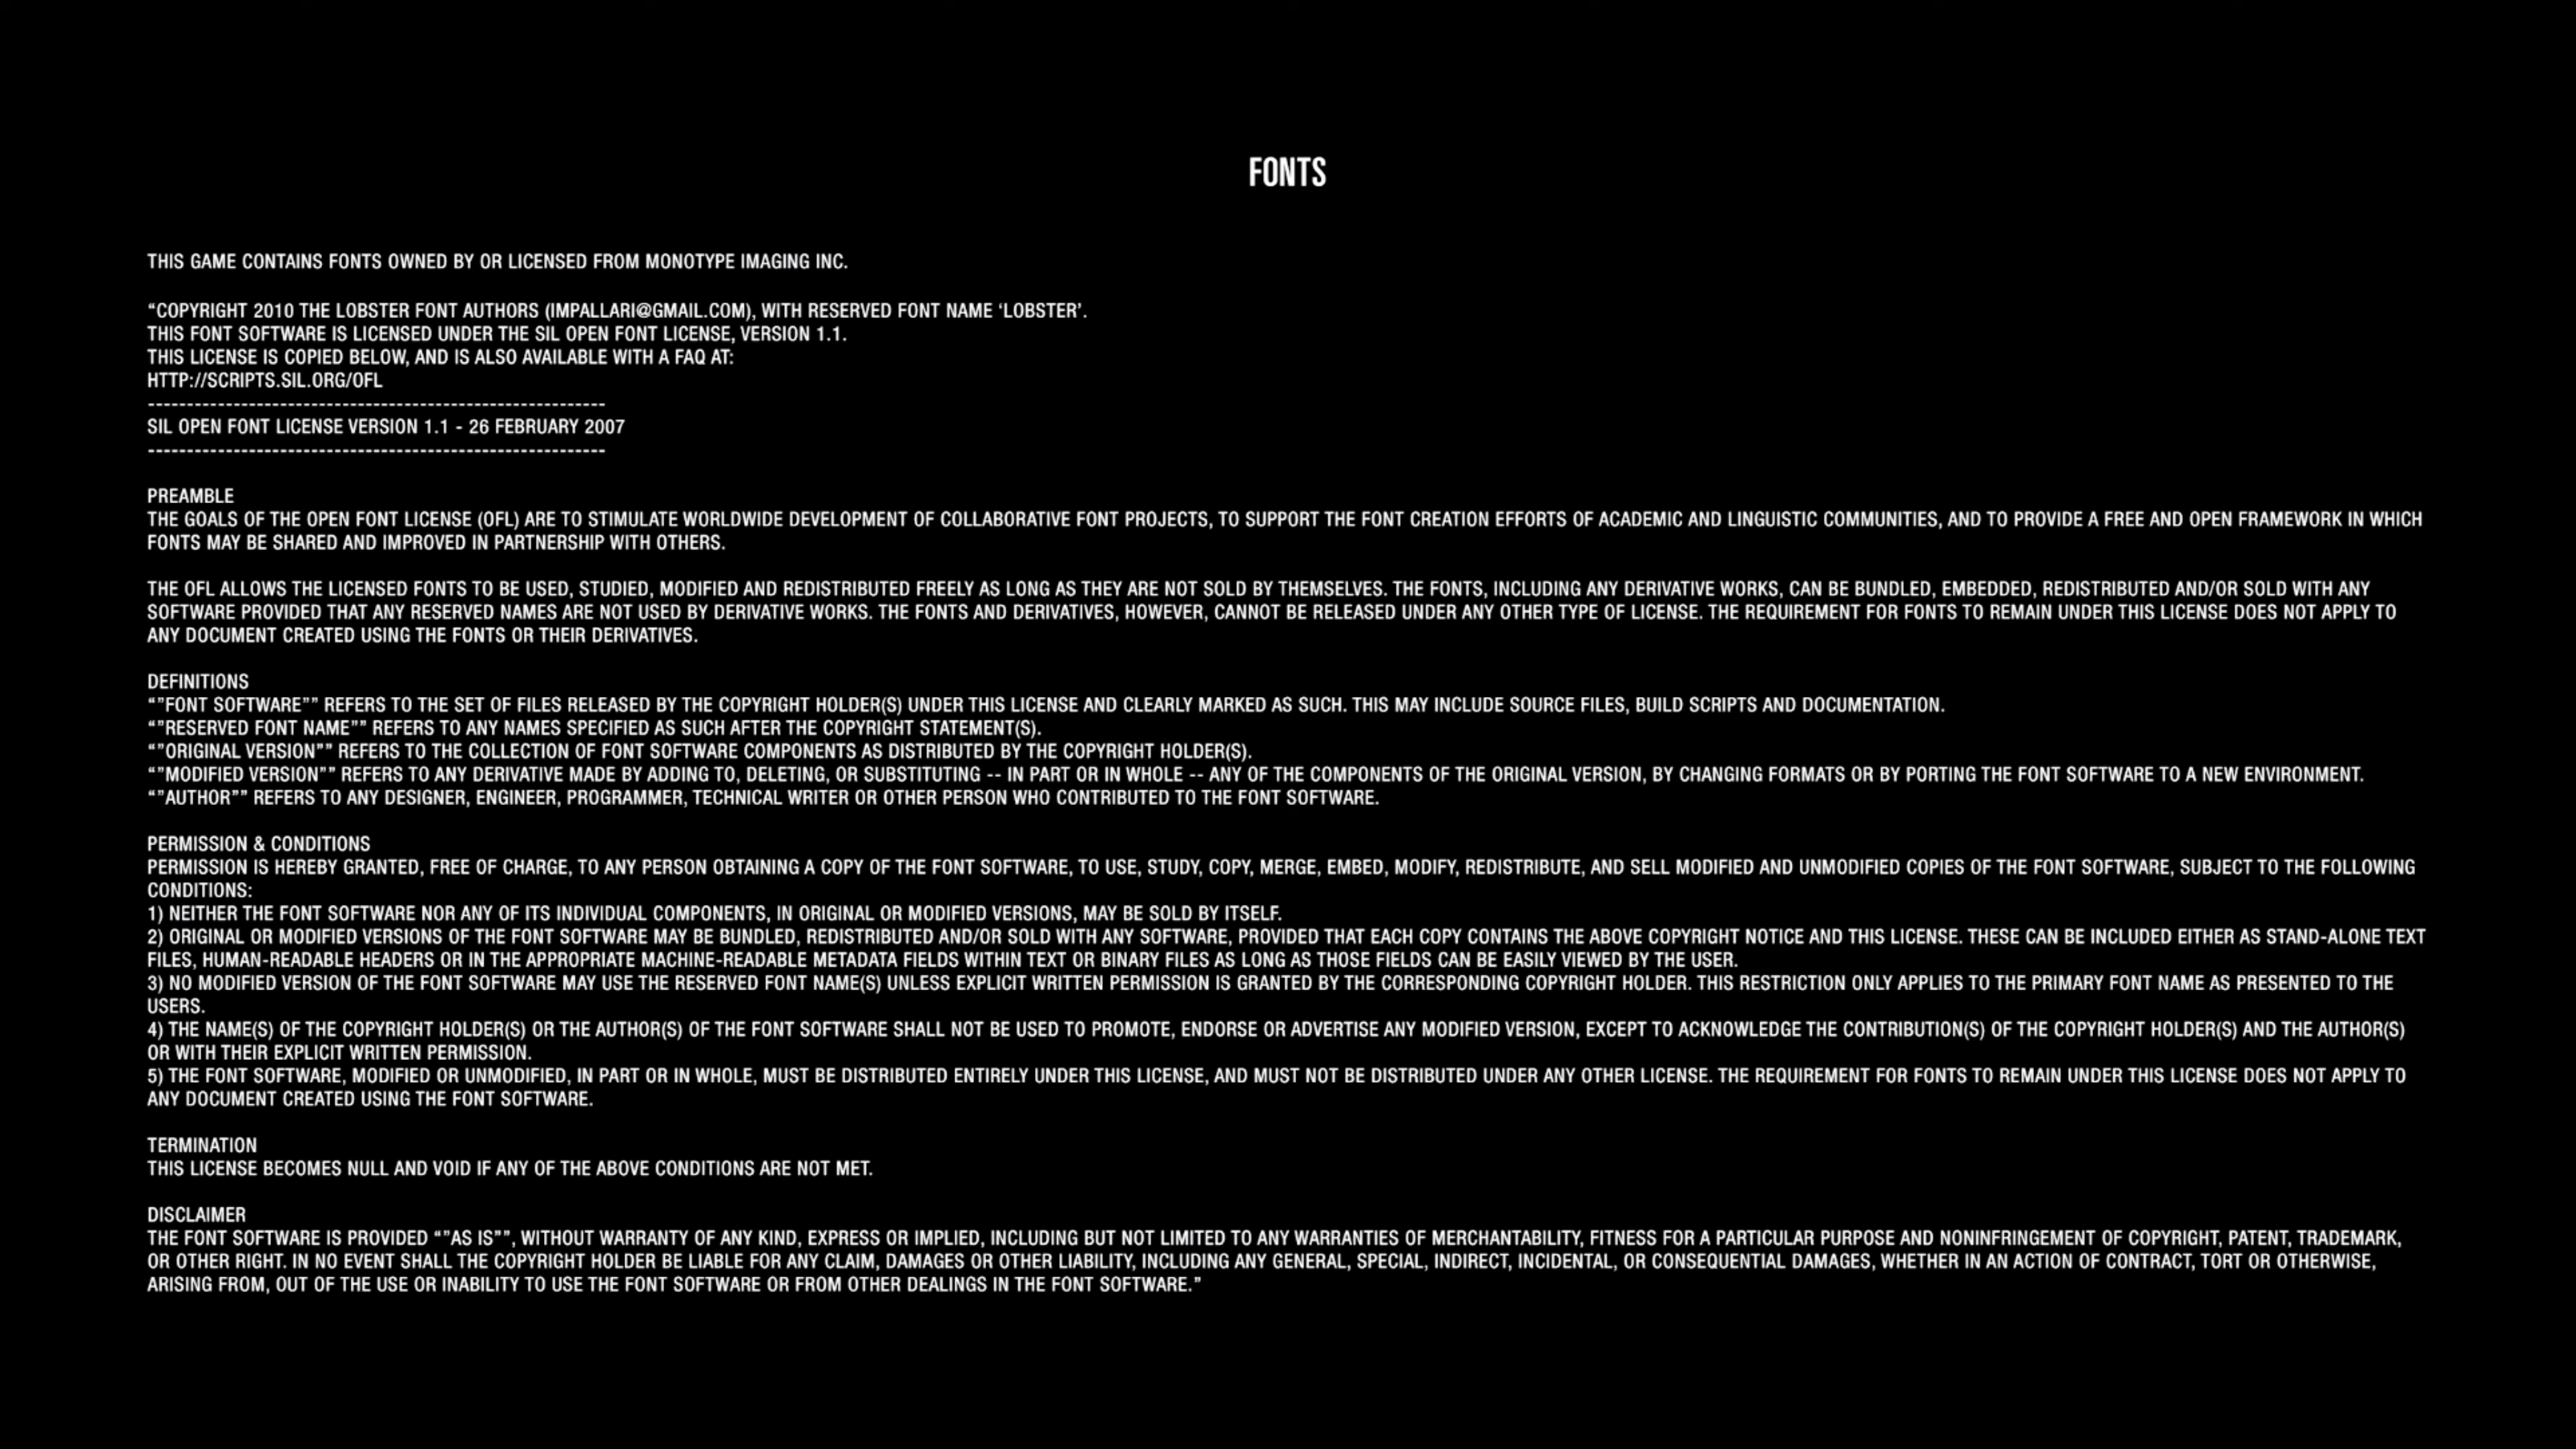 FONTS
THIS GAME CONTAINS FONTS OWNED BY OR LICENSED FROM MONOTYPE IMAGING INC.
“COPYRIGHT 2010 THE LOBSTER FONT AUTHORS (IMPALLARI@GMAIL.COM), WITH RESERVED FONT NAME ‘LOBSTER’.
THIS FONT SOFTWARE IS LICENSED UNDER THE SIL OPEN FONT LICENSE, VERSION 1.1.
THIS LICENSE IS COPIED BELOW, AND IS ALSO AVAILABLE WITH A FAQ AT:
HTTP://SCRIPTS.SIL.ORG/OFL
-----------------------------------------------------------
SIL OPEN FONT LICENSE VERSION 1.1 - 26 FEBRUARY 2007
-----------------------------------------------------------
PREAMBLE
THE GOALS OF THE OPEN FONT LICENSE (OFL) ARE TO STIMULATE WORLDWIDE DEVELOPMENT OF COLLABORATIVE FONT PROJECTS, TO SUPPORT THE FONT CREATION EFFORTS OF ACADEMIC AND LINGUISTIC COMMUNITIES, AND TO PROVIDE A FREE AND OPEN FRAMEWORK IN WHICH
FONTS MAY BE SHARED AND IMPROVED IN PARTNERSHIP WITH OTHERS.
THE OFL ALLOWS THE LICENSED FONTS TO BE USED, STUDIED, MODIFIED AND REDISTRIBUTED FREELY AS LONG AS THEY ARE NOT SOLD BY THEMSELVES. THE FONTS, INCLUDING ANY DERIVATIVE WORKS, CAN BE BUNDLED, EMBEDDED, REDISTRIBUTED AND/OR SOLD WITH ANY
SOFTWARE PROVIDED THAT ANY RESERVED NAMES ARE NOT USED BY DERIVATIVE WORKS. THE FONTS AND DERIVATIVES, HOWEVER, CANNOT BE RELEASED UNDER ANY OTHER TYPE OF LICENSE. THE REQUIREMENT FOR FONTS TO REMAIN UNDER THIS LICENSE DOES NOT APPLY TO
ANY DOCUMENT CREATED USING THE FONTS OR THEIR DERIVATIVES.
DEFINITIONS
“”FONT SOFTWARE”” REFERS TO THE SET OF FILES RELEASED BY THE COPYRIGHT HOLDER(S) UNDER THIS LICENSE AND CLEARLY MARKED AS SUCH. THIS MAY INCLUDE SOURCE FILES, BUILD SCRIPTS AND DOCUMENTATION.
“”RESERVED FONT NAME”” REFERS TO ANY NAMES SPECIFIED AS SUCH AFTER THE COPYRIGHT STATEMENT(S).
“”ORIGINAL VERSION”” REFERS TO THE COLLECTION OF FONT SOFTWARE COMPONENTS AS DISTRIBUTED BY THE COPYRIGHT HOLDER(S).
“”MODIFIED VERSION”” REFERS TO ANY DERIVATIVE MADE BY ADDING TO, DELETING, OR SUBSTITUTING -- IN PART OR IN WHOLE -- ANY OF THE COMPONENTS OF THE ORIGINAL VERSION, BY CHANGING FORMATS OR BY PORTING THE FONT SOFTWARE TO A NEW ENVIRONMENT.
“”AUTHOR”” REFERS TO ANY DESIGNER, ENGINEER, PROGRAMMER, TECHNICAL WRITER OR OTHER PERSON WHO CONTRIBUTED TO THE FONT SOFTWARE.
PERMISSION & CONDITIONS
PERMISSION IS HEREBY GRANTED, FREE OF CHARGE, TO ANY PERSON OBTAINING A COPY OF THE FONT SOFTWARE, TO USE, STUDY, COPY, MERGE, EMBED, MODIFY, REDISTRIBUTE, AND SELL MODIFIED AND UNMODIFIED COPIES OF THE FONT SOFTWARE, SUBJECT TO THE FOLLOWING
CONDITIONS:
1) NEITHER THE FONT SOFTWARE NOR ANY OF ITS INDIVIDUAL COMPONENTS, IN ORIGINAL OR MODIFIED VERSIONS, MAY BE SOLD BY ITSELF.
2) ORIGINAL OR MODIFIED VERSIONS OF THE FONT SOFTWARE MAY BE BUNDLED, REDISTRIBUTED AND/OR SOLD WITH ANY SOFTWARE, PROVIDED THAT EACH COPY CONTAINS THE ABOVE COPYRIGHT NOTICE AND THIS LICENSE. THESE CAN BE INCLUDED EITHER AS STAND-ALONE TEXT
FILES, HUMAN-READABLE HEADERS OR IN THE APPROPRIATE MACHINE-READABLE METADATA FIELDS WITHIN TEXT OR BINARY FILES AS LONG AS THOSE FIELDS CAN BE EASILY VIEWED BY THE USER.
3) NO MODIFIED VERSION OF THE FONT SOFTWARE MAY USE THE RESERVED FONT NAME(S) UNLESS EXPLICIT WRITTEN PERMISSION IS GRANTED BY THE CORRESPONDING COPYRIGHT HOLDER. THIS RESTRICTION ONLY APPLIES TO THE PRIMARY FONT NAME AS PRESENTED TO THE
USERS.
4) THE NAME(S) OF THE COPYRIGHT HOLDER(S) OR THE AUTHOR(S) OF THE FONT SOFTWARE SHALL NOT BE USED TO PROMOTE, ENDORSE OR ADVERTISE ANY MODIFIED VERSION, EXCEPT TO ACKNOWLEDGE THE CONTRIBUTION(S) OF THE COPYRIGHT HOLDER(S) AND THE AUTHOR(S)
OR WITH THEIR EXPLICIT WRITTEN PERMISSION.
5) THE FONT SOFTWARE, MODIFIED OR UNMODIFIED, IN PART OR IN WHOLE, MUST BE DISTRIBUTED ENTIRELY UNDER THIS LICENSE, AND MUST NOT BE DISTRIBUTED UNDER ANY OTHER LICENSE. THE REQUIREMENT FOR FONTS TO REMAIN UNDER THIS LICENSE DOES NOT APPLY TO
ANY DOCUMENT CREATED USING THE FONT SOFTWARE.
TERMINATION
THIS LICENSE BECOMES NULL AND VOID IF ANY OF THE ABOVE CONDITIONS ARE NOT MET.
DISCLAIMER
THE FONT SOFTWARE IS PROVIDED “”AS IS””, WITHOUT WARRANTY OF ANY KIND, EXPRESS OR IMPLIED, INCLUDING BUT NOT LIMITED TO ANY WARRANTIES OF MERCHANTABILITY, FITNESS FOR A PARTICULAR PURPOSE AND NONINFRINGEMENT OF COPYRIGHT, PATENT, TRADEMARK,
OR OTHER RIGHT. IN NO EVENT SHALL THE COPYRIGHT HOLDER BE LIABLE FOR ANY CLAIM, DAMAGES OR OTHER LIABILITY, INCLUDING ANY GENERAL, SPECIAL, INDIRECT, INCIDENTAL, OR CONSEQUENTIAL DAMAGES, WHETHER IN AN ACTION OF CONTRACT, TORT OR OTHERWISE,
ARISING FROM, OUT OF THE USE OR INABILITY TO USE THE FONT SOFTWARE OR FROM OTHER DEALINGS IN THE FONT SOFTWARE.”